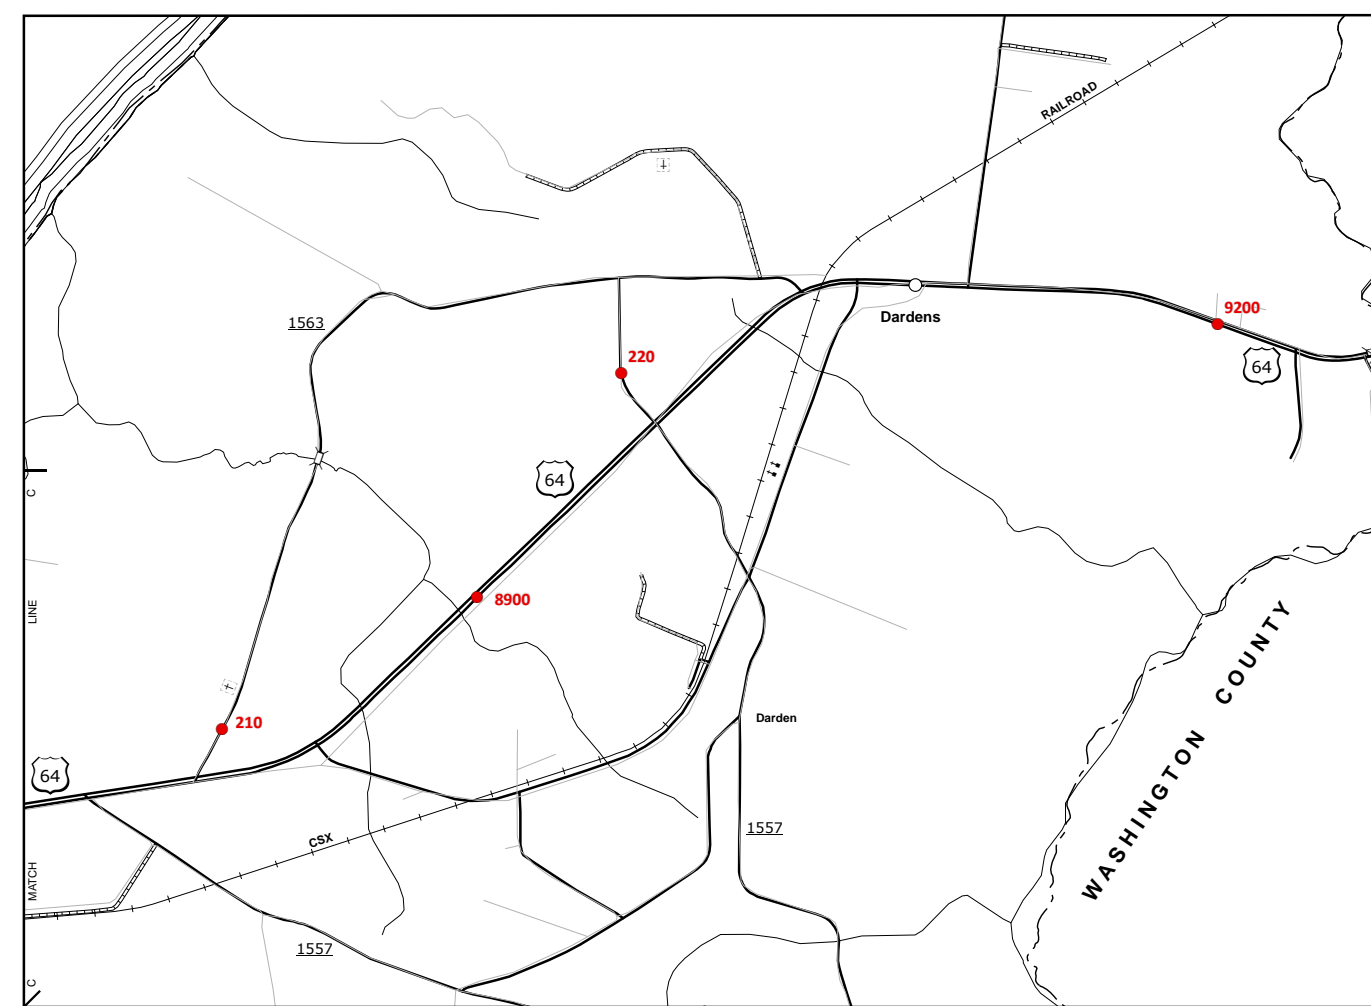 RAILROAD
9200
Dardens
1563
220
64
64
C
LINE
8900
WASHINGTON COUNTY
210
Darden
64
1557
CSX
MATCH
1557
C